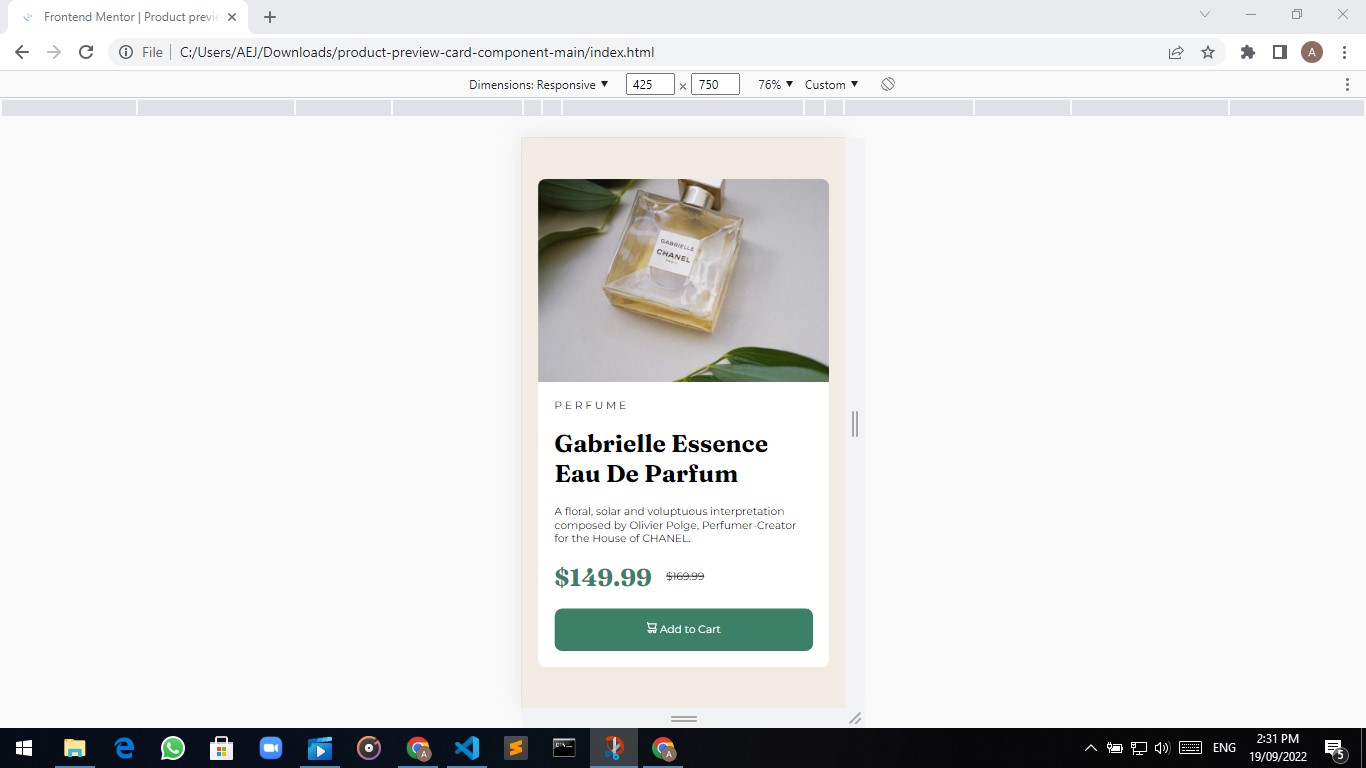 Frontend Mentor | Product previe
File
C:/Users/AEJ/Downloads/product-preview-card-component-main/index.html
A
Dimensions: Responsive
425 × 750
76%
Custom
GABRIELLE
CHANEL
PARIS
PERFUME
Gabrielle Essence
Eau De Parfum
A floral, solar and voluptuous interpretation
composed by Olivier Polge, Perfumer-Creator
for the House of CHANEL.
$149.99 $169.99
Add to Cart
A
A
ENG
2:31 PM
19/09/2022
5